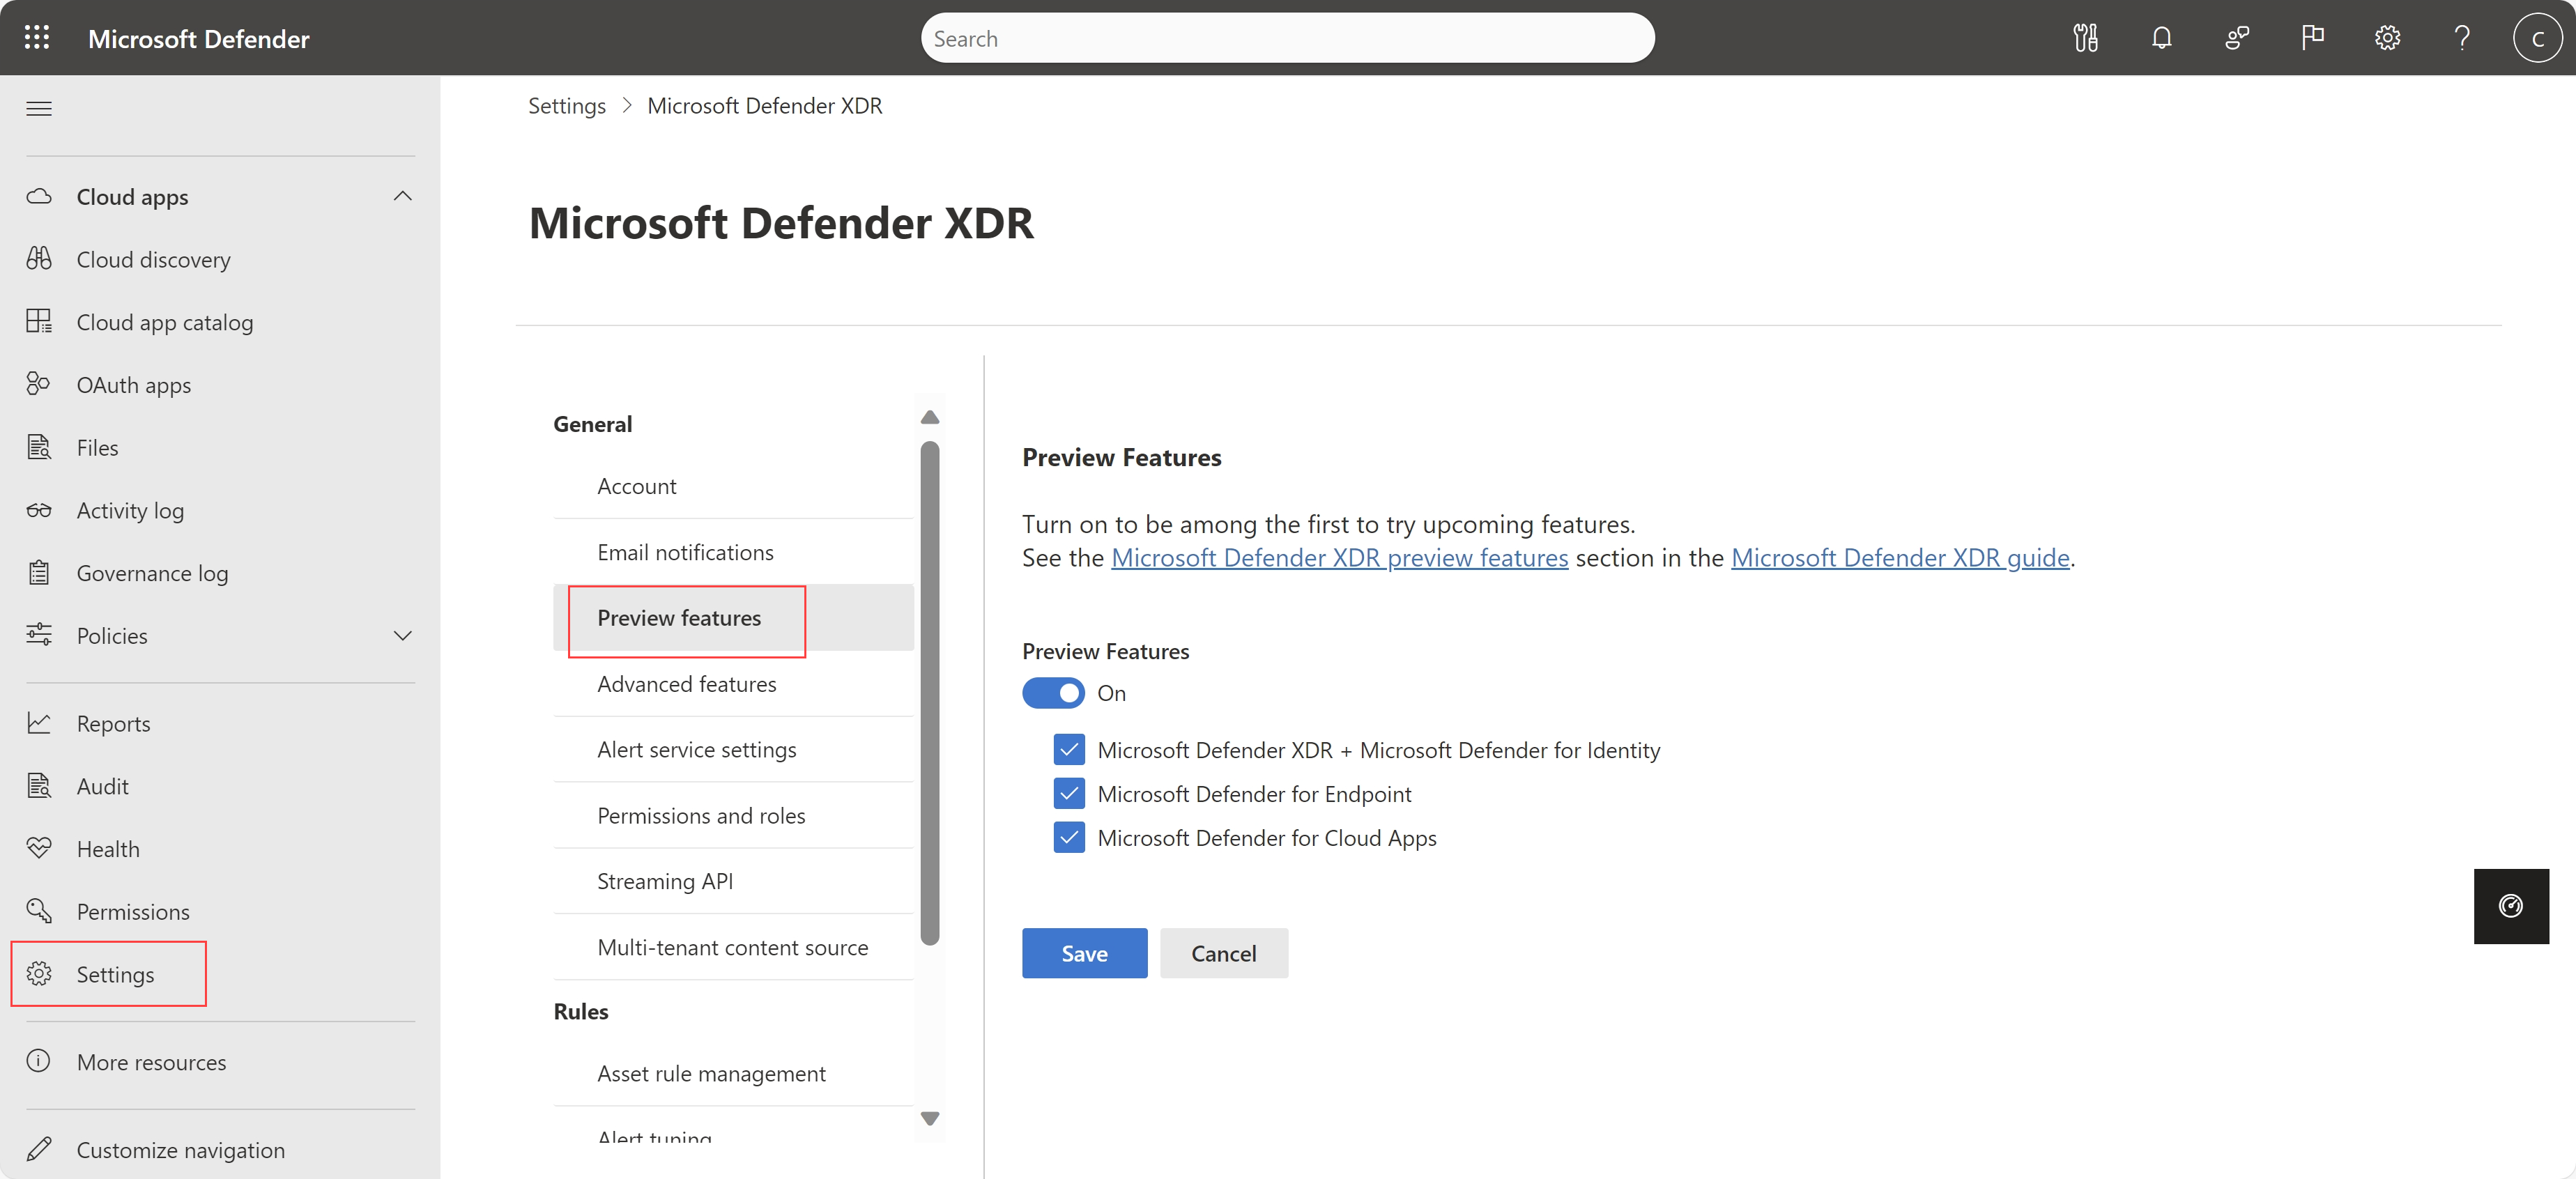 Microsoft Defender
Search
C
Settings > Microsoft Defender XDR
Cloud apps
Cloud discovery
Cloud app catalog
OAuth apps
Files
Activity log
Governance log
Policies
Reports
Audit
Health
Permissions
Settings
More resources
Customize navigation
Microsoft Defender XDR
General
Account
Email notifications
Preview features
Advanced features
Alert service settings
Permissions and roles
Streaming API
Multi-tenant content source
Rules
Asset rule management
Alert tuning
Preview Features
Turn on to be among the first to try upcoming features.
See the Microsoft Defender XDR preview features section in the Microsoft Defender XDR guide.
Preview Features
On
Microsoft Defender XDR + Microsoft Defender for Identity
Microsoft Defender for Endpoint
Microsoft Defender for Cloud Apps
Save
Cancel